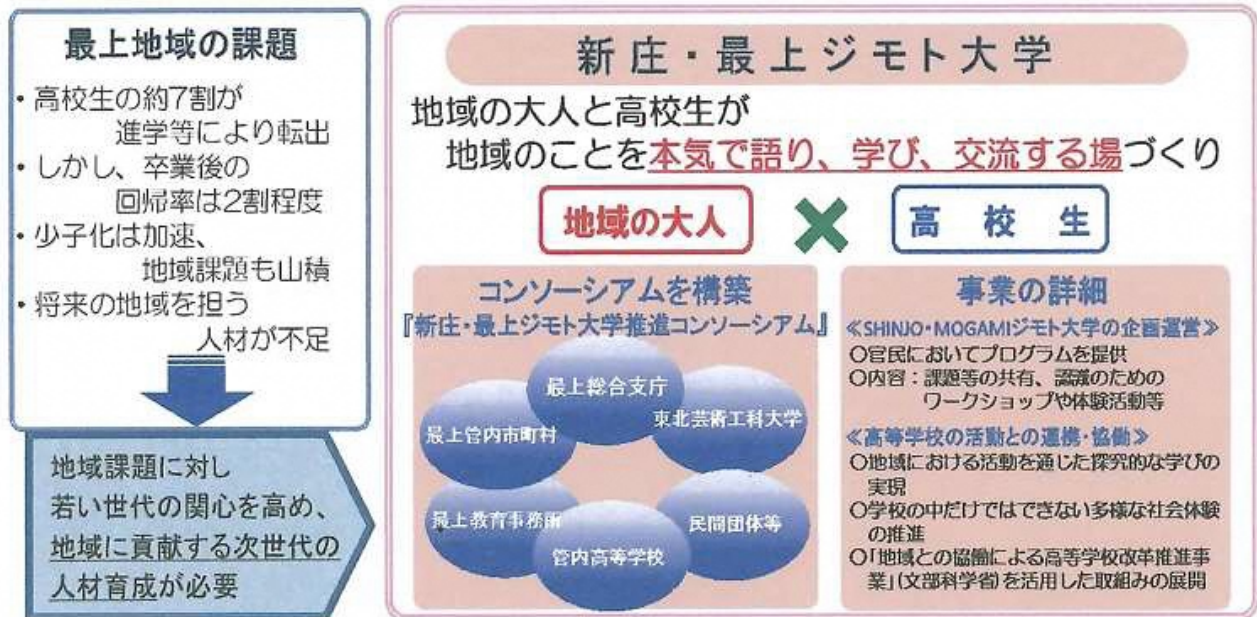 最上地域の課題
・高校生の約7割が
進学等により転出
・しかし、卒業後の
回帰率は2割程度
・少子化は加速、
地域課題も山積
・将来の地域を担う
人材が不足
地域課題に対し
若い世代の関心を高め、
地域に貢献する次世代の
人材育成が必要
新庄・最上ジモト大学
地域の大人と高校生が
地域のことを本気で語り、学び、交流する場づくり
地域の大人
×
高校生
コンソーシアムを構築
『新庄・最上ジモト大学推進コンソーシアム』
最上総合支庁
東北芸術工科大学
最上管内市町村
最上教育事務所
民間団体等
管内高等学校
事業の詳細
≪SHINJO・MOGAMIジモト大学の企画運営≫
○官民においてプログラムを提供
○内容：課題等の共有、認識のための
ワークショップや体験活動等
≪高等学校の活動との連携・協働≫
○地域における活動を通じた探究的な学びの
実現
○学校の中だけではできない多様な社会体験
の推進
○「地域との協働による高等学校改革推進事
業」(文部科学省)を活用した取組みの展開